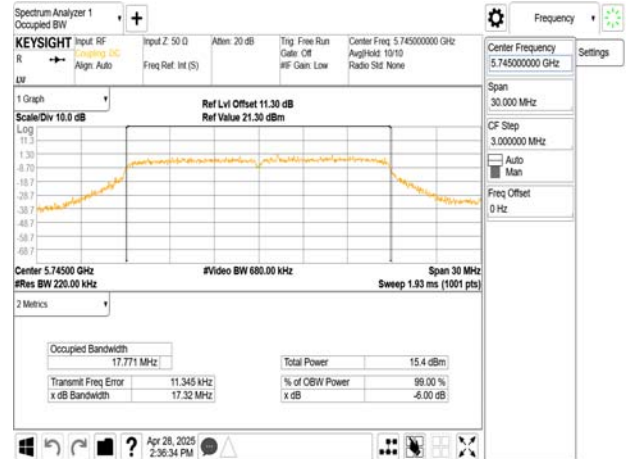 Spectrum Analyzer 1
Occupied BW
Frequency
KEYSIGHT
Input: RF
Coupling: DC
Align: Auto
Input Z: 50 Ω
Freq Ref: Int (S)
Atten: 20 dB
Trig: Free Run
Gate: Off
#IF Gain: Low
Center Freq: 5.745000000 GHz
Avg|Hold: 10/10
Radio Std: None
R
Center Frequency
5.745000000 GHz
Settings
Span
30.000 MHz
CF Step
3.000000 MHz
Auto
Man
Freq Offset
0 Hz
1 Graph
Scale/Div 10.0 dB
Ref Lvl Offset 11.30 dB
Ref Value 21.30 dBm
Log
11.3
1.30
-8.70
-18.7
-28.7
-38.7
-48.7
-58.7
-68.7
Center 5.74500 GHz
#Res BW 220.00 kHz
#Video BW 680.00 kHz
Span 30 MHz
Sweep 1.93 ms (1001 pts)
2 Metrics
Occupied Bandwidth
17.771 MHz
Transmit Freq Error 11.345 kHz
x dB Bandwidth 17.32 MHz
Total Power 15.4 dBm
% of OBW Power 99.00 %
x dB -6.00 dB
Apr 28, 2025
2:36:34 PM